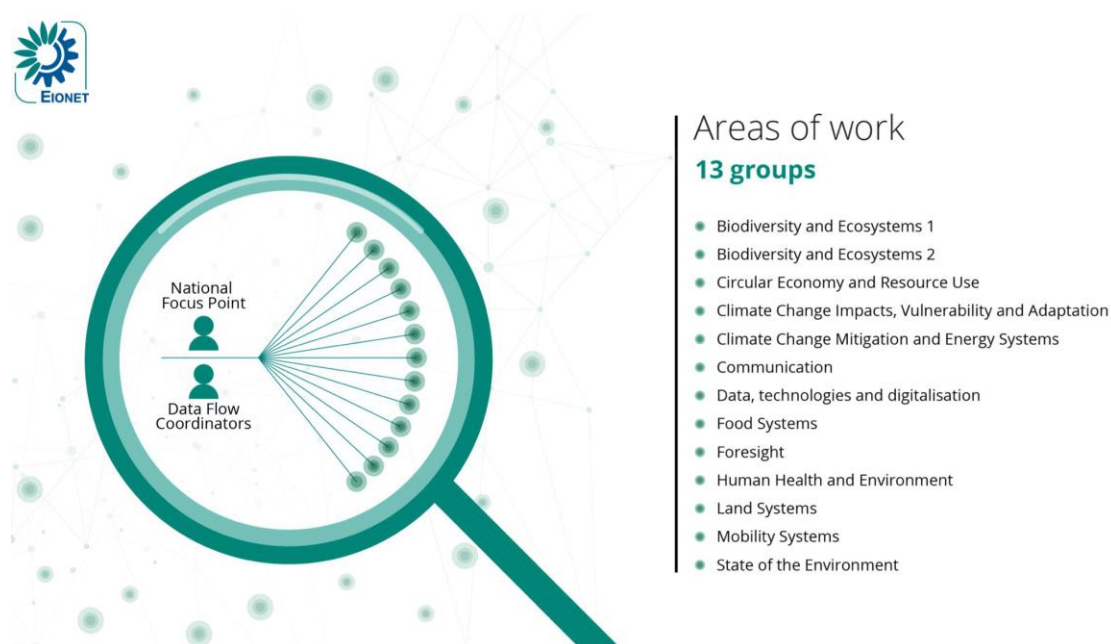 EIONET
National
Focus Point
Data Flow
Coordinators
Areas of work
13 groups
Biodiversity and Ecosystems 1
Biodiversity and Ecosystems 2
Circular Economy and Resource Use
Climate Change Impacts, Vulnerability and Adaptation
Climate Change Mitigation and Energy Systems
Communication
Data, technologies and digitalisation
Food Systems
Foresight
Human Health and Environment
Land Systems
Mobility Systems
State of the Environment